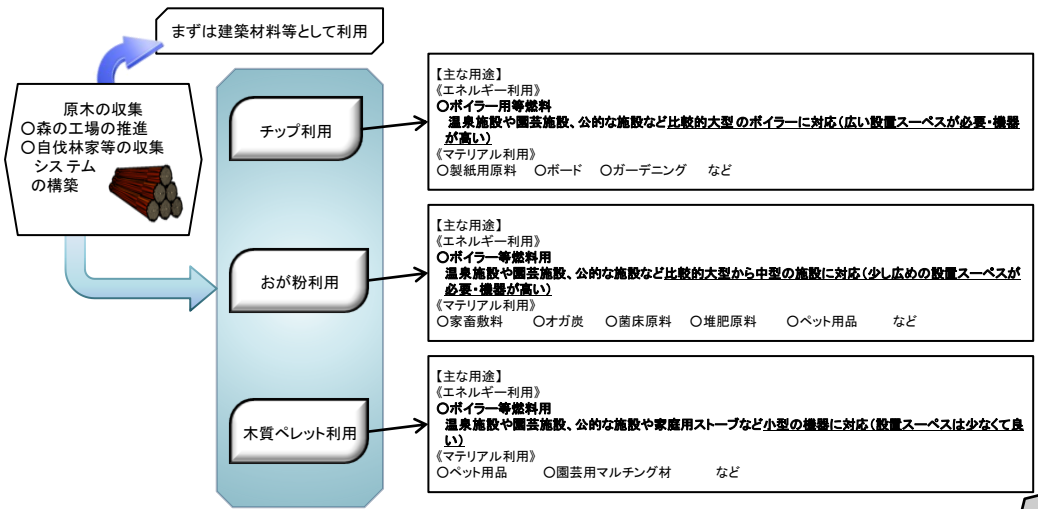 まずは建築材料等として利用
原木の収集
○森の工場の推進
○自伐林家等の収集
システム
の構築
チップ利用
【主な用途】
《エネルギー利用》
○ボイラー用等燃料
温泉施設や園芸施設、公的な施設など比較的大型のボイラーに対応(広い設置スーペスが必要・機器
が高い)
《マテリアル利用》
○製紙用原料 ○ボード ○ガーデニング など
おが粉利用
【主な用途】
《エネルギー利用》
○ボイラー等燃料用
温泉施設や園芸施設、公的な施設など比較的大型から中型の施設に対応(少し広めの設置スーペスが
必要・機器が高い)
《マテリアル利用》
○家畜敷料 ○オガ炭 ○菌床原料 ○堆肥原料 ○ペット用品 など
木質ペレット利用
【主な用途】
《エネルギー利用》
○ボイラー等燃料用
温泉施設や園芸施設、公的な施設や家庭用ストーブなど小型の機器に対応(設置スーペスは少なくて良
い)
《マテリアル利用》
○ペット用品 ○園芸用マルチング材 など